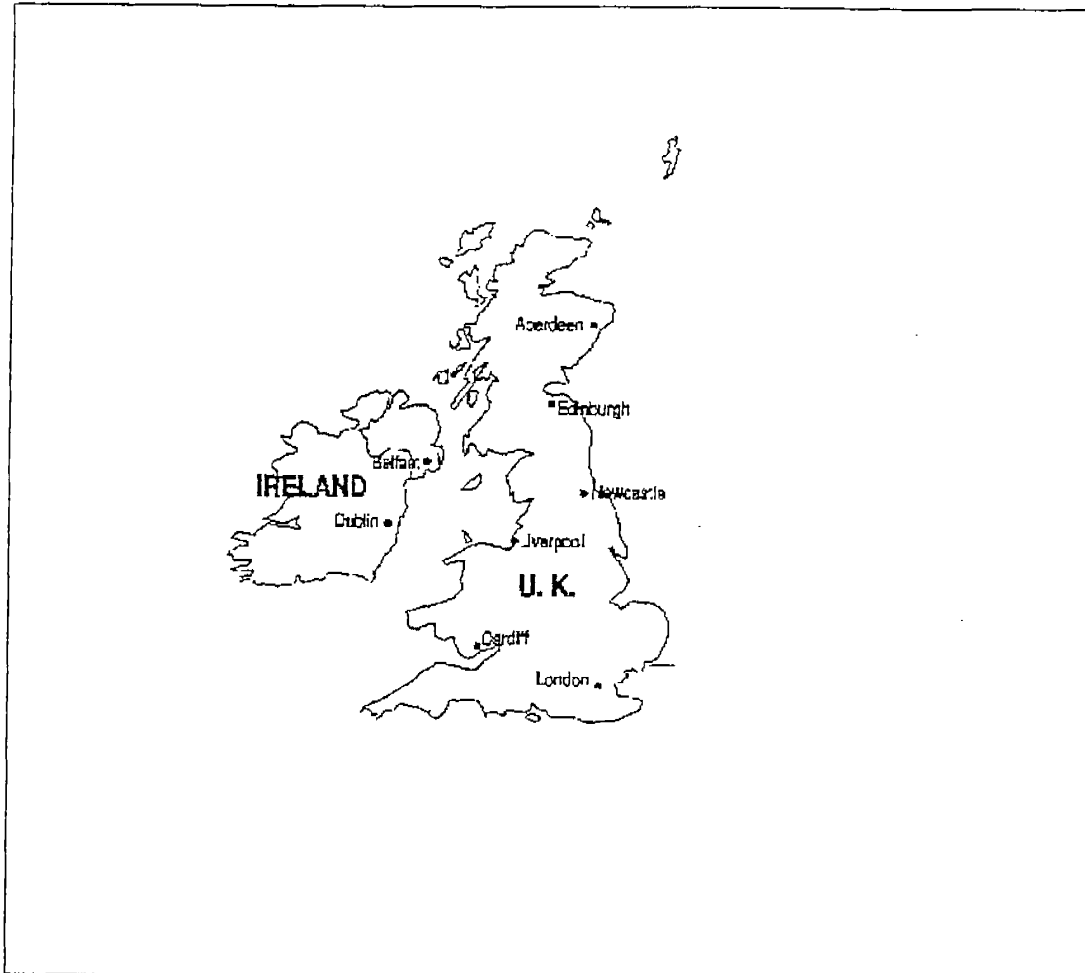 Aberdeen
Edinburgh
Belfast
IRELAND
Newcastle
Dublin
Liverpool
U. K.
Cardiff
London